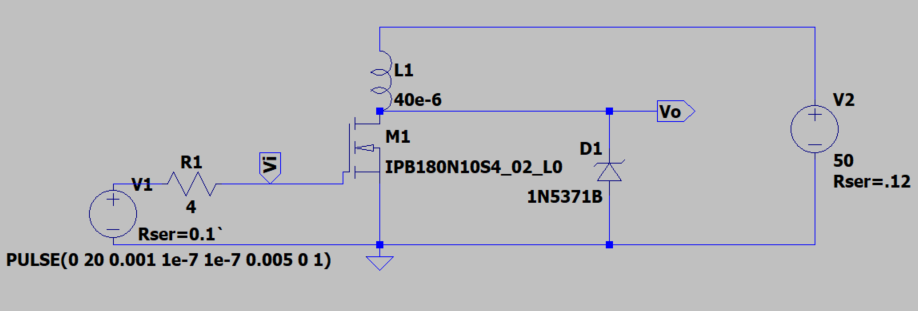 L1
40e-6
Vo
V2
M1
D1
R1
Vi
IPB180N10S4_02_L0
V1
50
4
1N5371B
Rser=.12
Rser=0.1`
PULSE(0 20 0.001 1e-7 1e-7 0.005 0 1)